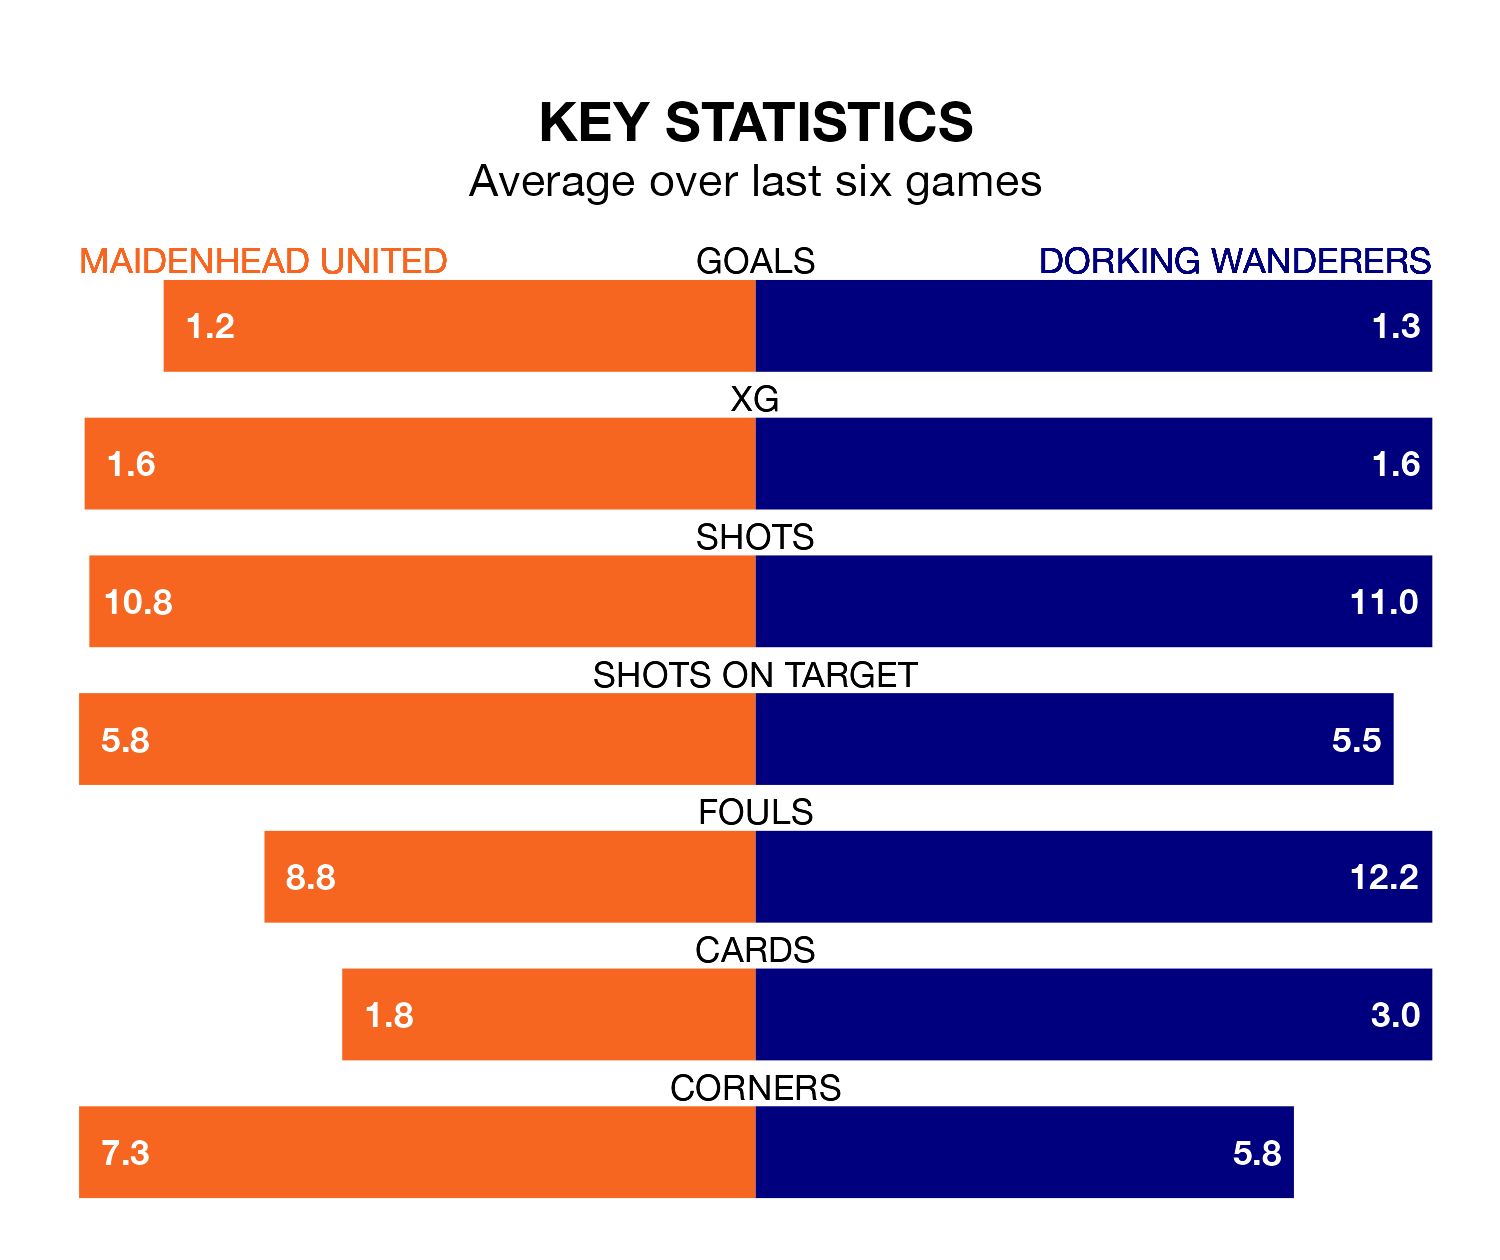 KEY STATISTICS
Average over last six games
MAIDENHEAD UNITED GOALS DORKING WANDERERS
1.2 1.3
XG
1.6 1.6
SHOTS
10.8 11.0
SHOTS ON TARGET
5.8 5.5
FOULS
8.8 12.2
CARDS
1.8 3.0
CORNERS
7.3 5.8